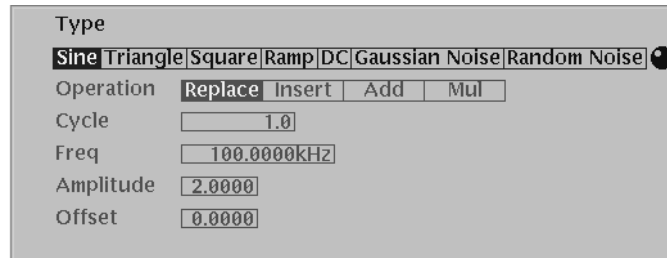 Type
Sine Triangle Square Ramp DC Gaussian Noise Random Noise
Operation Replace Insert Add Mul
Cycle 1.0
Freq 100.0000kHz
Amplitude 2.0000
Offset 0.0000